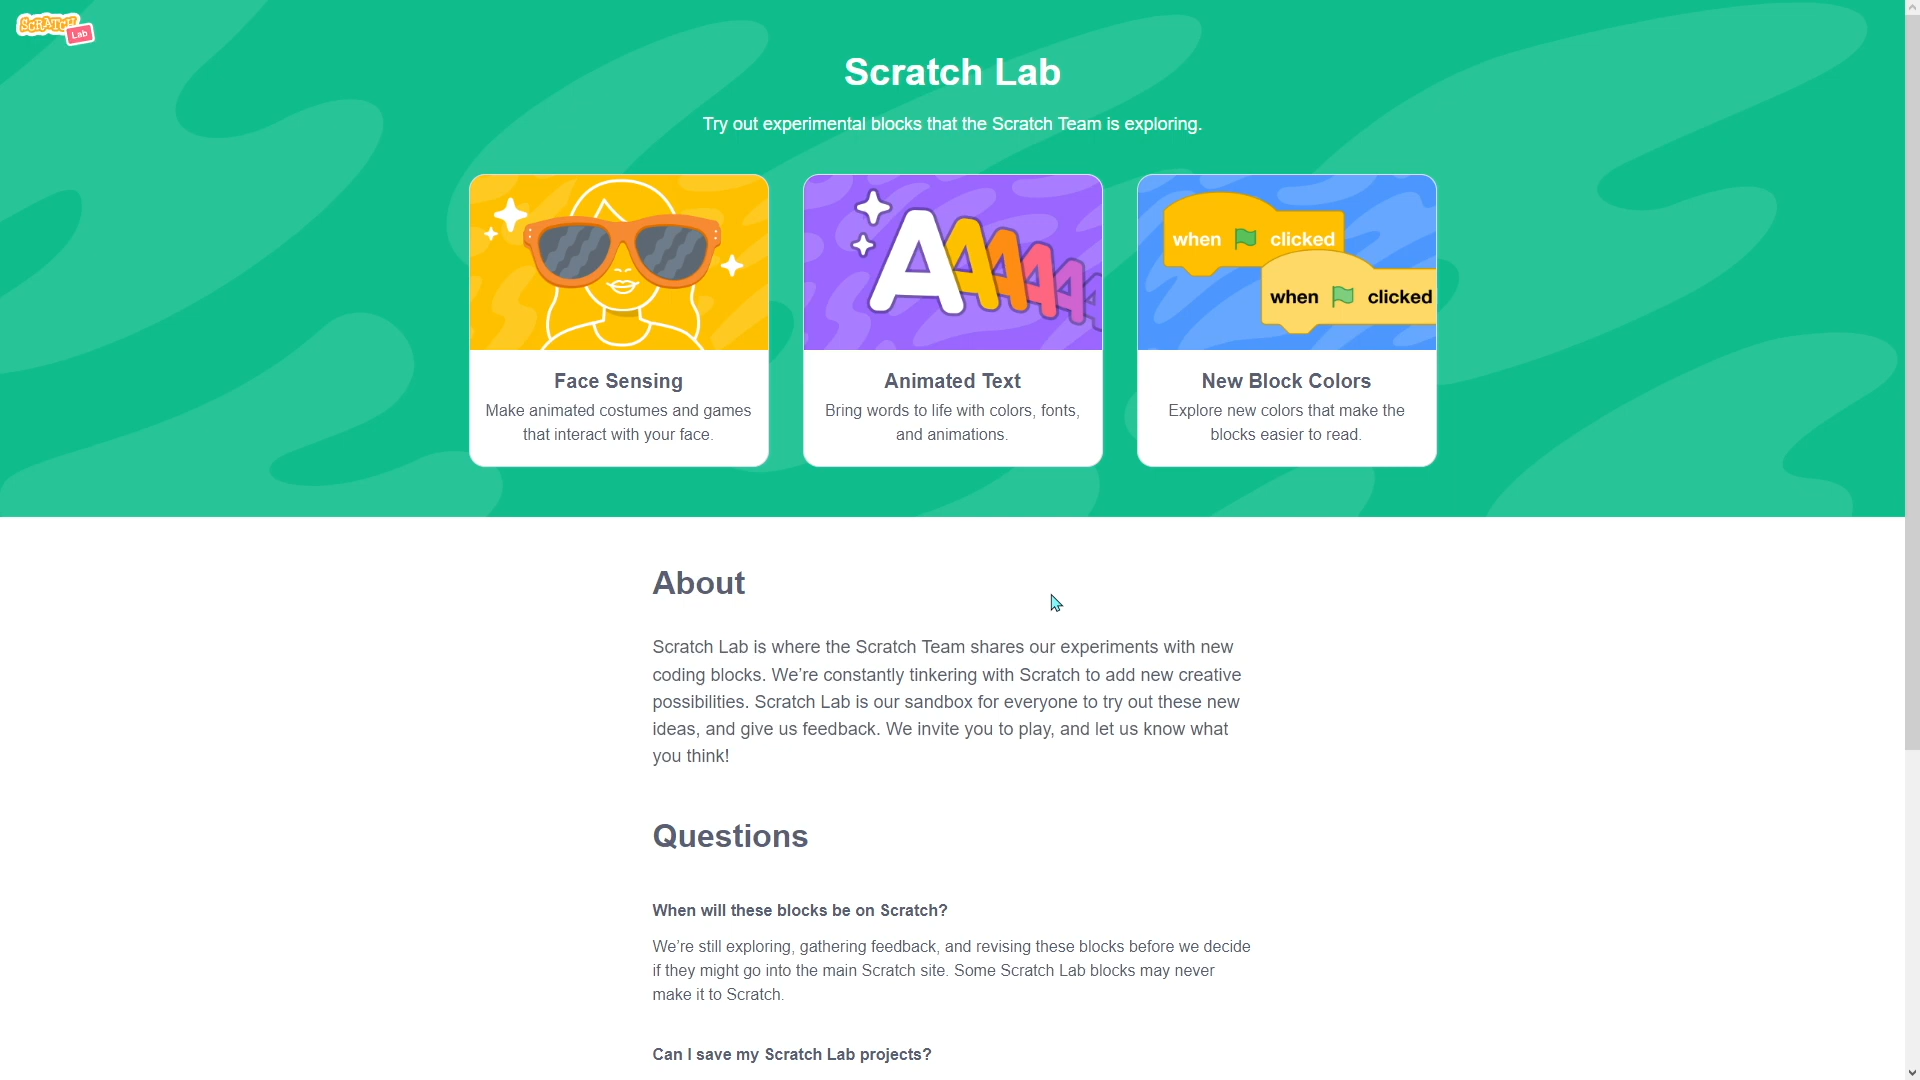 SCRATCH
Lab
Scratch Lab
Try out experimental blocks that the Scratch Team is exploring.
A A A A A A
when clicked
when clicked
Face Sensing
Make animated costumes and games
that interact with your face.
Animated Text
Bring words to life with colors, fonts,
and animations.
New Block Colors
Explore new colors that make the
blocks easier to read.
About
Scratch Lab is where the Scratch Team shares our experiments with new
coding blocks. We’re constantly tinkering with Scratch to add new creative
possibilities. Scratch Lab is our sandbox for everyone to try out these new
ideas, and give us feedback. We invite you to play, and let us know what
you think!
Questions
When will these blocks be on Scratch?
We’re still exploring, gathering feedback, and revising these blocks before we decide
if they might go into the main Scratch site. Some Scratch Lab blocks may never
make it to Scratch.
Can I save my Scratch Lab projects?